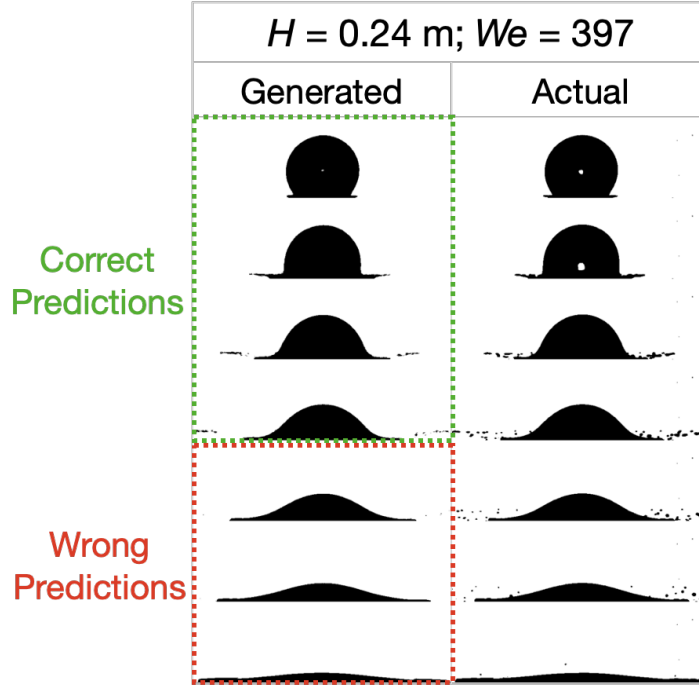 H = 0.24 m; We = 397
Generated
Actual
Correct
Predictions
Wrong
Predictions